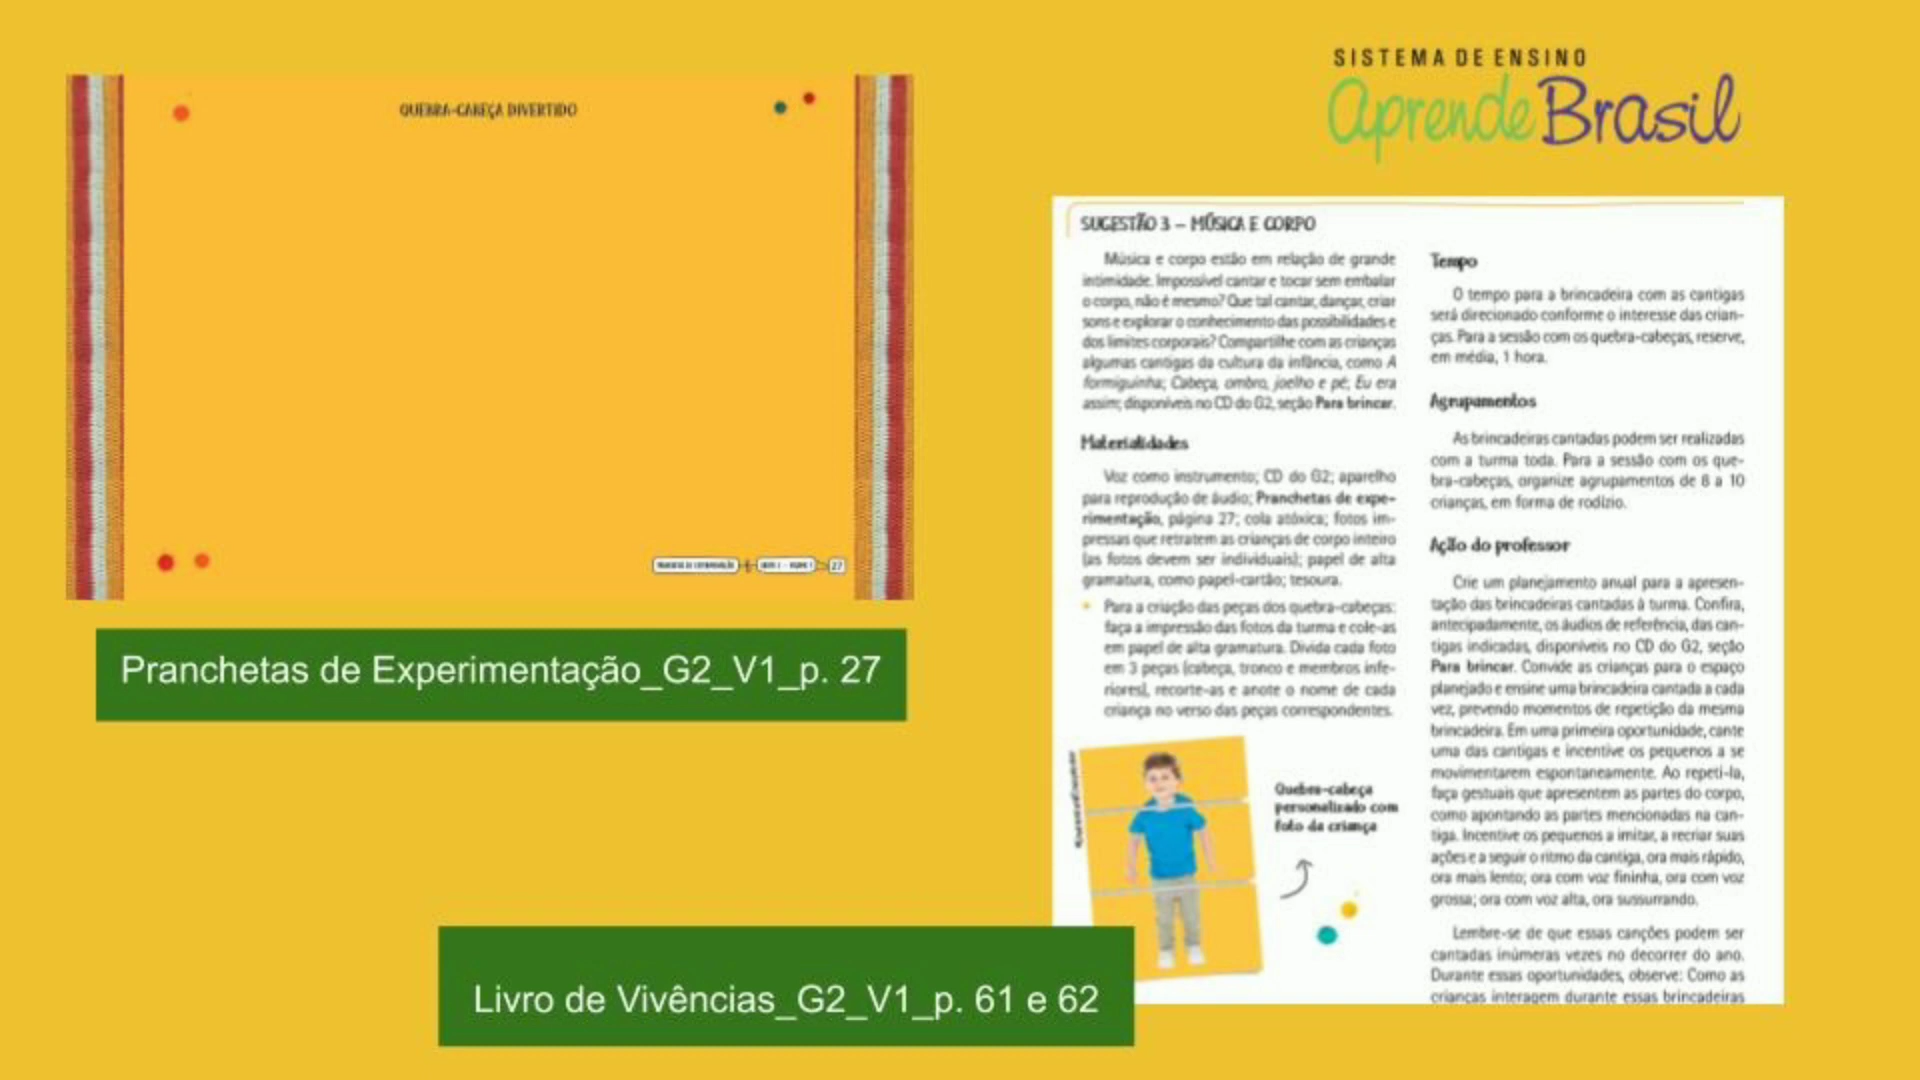 SISTEMA DE ENSINO
aprende Brasil
QUEBRA-CABEÇA DIVERTIDO
27
Pranchetas de Experimentação_G2_V1_p. 27
SUGESTÃO 3 – MÚSICA E CORPO
Música e corpo estão em relação de grande
intimidade. Impossível cantar e tocar sem embalar
o corpo, não é mesmo? Que tal cantar, dançar, criar
sons e explorar o conhecimento das possibilidades e
dos limites corporais? Compartilhe com as crianças
algumas cantigas da cultura da infância, como A
formiguinha; Cabeça, ombro, joelho e pé; Eu era
assim; disponíveis no CD do G2, seção Para brincar.
Materialidades
Voz como instrumento; CD do G2; aparelho
para reprodução de áudio; Pranchetas de expe-
rimentação, página 27; cola atóxica; fotos im-
pressas que retratem as crianças de corpo inteiro
(as fotos devem ser individuais); papel de alta
gramatura, como papel-cartão; tesoura.
• Para a criação das peças dos quebra-cabeças:
faça a impressão das fotos da turma e cole-as
em papel de alta gramatura. Divida cada foto
em 3 peças (cabeça, tronco e membros infe-
riores), recorte-as e anote o nome de cada
criança no verso das peças correspondentes.
Quebra-cabeça
personalizado com
foto da criança
Tempo
O tempo para a brincadeira com as cantigas
será direcionado conforme o interesse das crian-
ças. Para a sessão com os quebra-cabeças, reserve,
em média, 1 hora.
Agrupamentos
As brincadeiras cantadas podem ser realizadas
com a turma toda. Para a sessão com os que-
bra-cabeças, organize agrupamentos de 8 a 10
crianças, em forma de rodízio.
Ação do professor
Crie um planejamento anual para a apresen-
tação das brincadeiras cantadas à turma. Confira,
antecipadamente, os áudios de referência, das can-
tigas indicadas, disponíveis no CD do G2, seção
Para brincar. Convide as crianças para o espaço
planejado e ensine uma brincadeira cantada a cada
vez, prevendo momentos de repetição da mesma
brincadeira. Em uma primeira oportunidade, cante
uma das cantigas e incentive os pequenos a se
movimentarem espontaneamente. Ao repeti-la,
faça gestuais que apresentem as partes do corpo,
como apontando as partes mencionadas na can-
tiga. Incentive os pequenos a imitar, a recriar suas
ações e a seguir o ritmo da cantiga, ora mais rápido,
ora mais lento; ora com voz fininha, ora com voz
grossa; ora com voz alta, ora sussurrando.
Lembre-se de que essas canções podem ser
cantadas inúmeras vezes no decorrer do ano.
Durante essas oportunidades, observe: Como as
crianças interagem durante essas brincadeiras
Livro de Vivências_G2_V1_p. 61 e 62